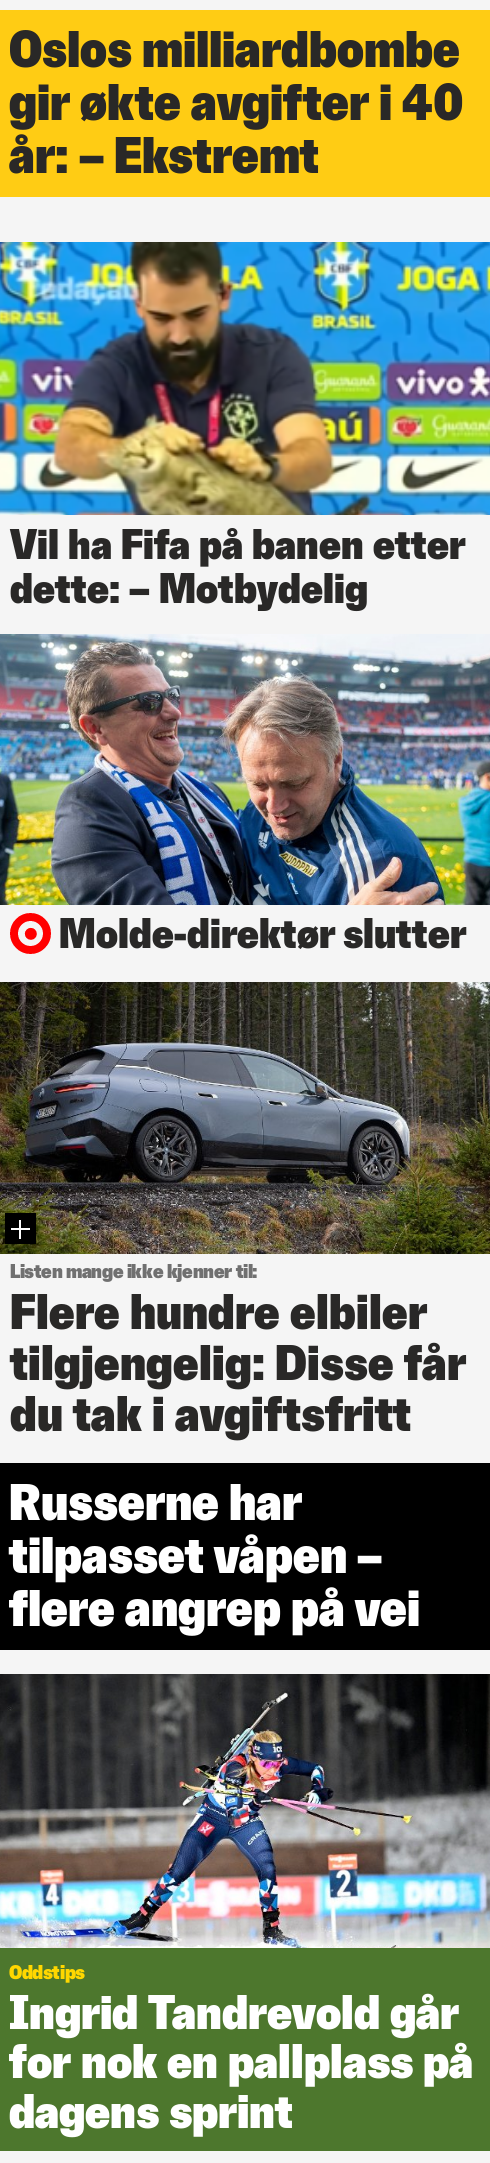 Oslos milliardbombe
gir økte avgifter i 40
år: – Ekstremt
CBF
CBF
JOGA
BRASIL
BRASIL
vivo
Guaraná
Guaraná
Vil ha Fifa på banen etter
dette: – Motbydelig
Molde-direktør slutter
Listen mange ikke kjenner til:
Flere hundre elbiler
tilgjengelig: Disse får
du tak i avgiftsfritt
Russerne har
tilpasset våpen –
flere angrep på vei
4
3
2
DKB
DKB
Oddstips
Ingrid Tandrevold går
for nok en pallplass på
dagens sprint